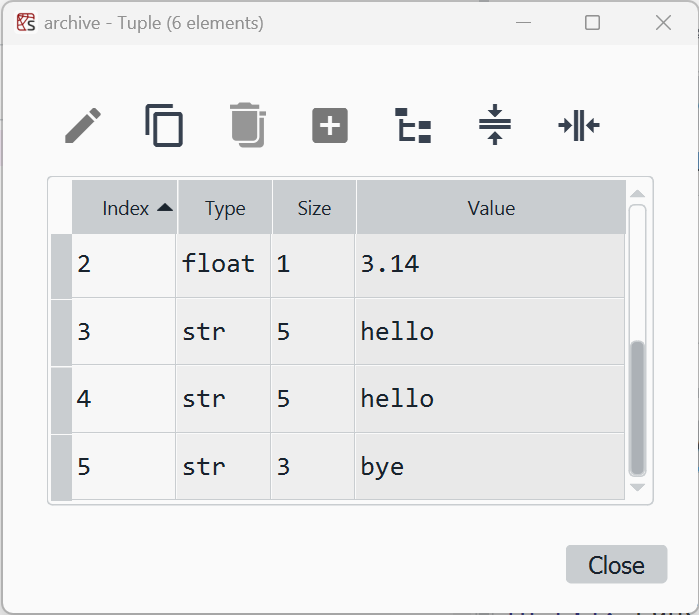 archive - Tuple (6 elements)
Index Type Size Value
2 float 1 3.14
3 str 5 hello
4 str 5 hello
5 str 3 bye
Close